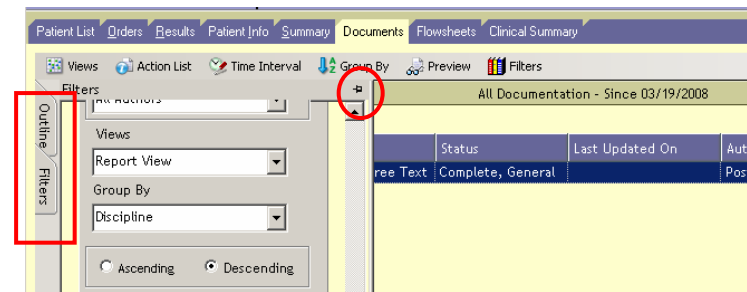 Patient List Orders Results Patient Info Summary Documents Flowsheets Clinical Summary
Views Action List Time Interval Group By Preview Filters
Filters
All Documentation - Since 03/19/2008
All Authors
Outline
Filters
Views
Report View
Group By
Discipline
Ascending Descending
Status Last Updated On Aut
ree Text Complete, General Pos